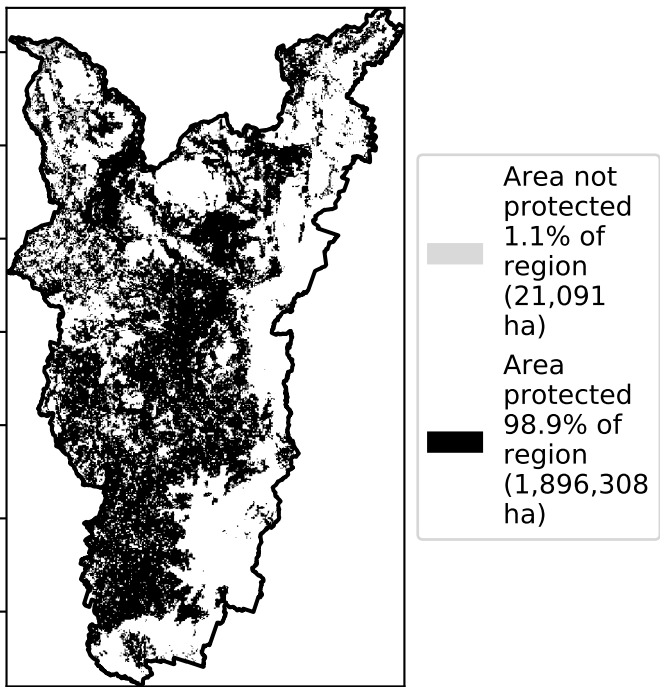 Area not
protected
1.1% of
region
(21,091
ha)
Area
protected
98.9% of
region
(1,896,308
ha)